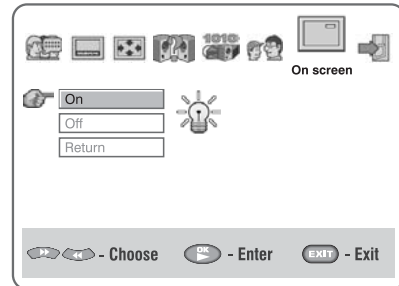 1010
On screen
On
Off
Return
- Choose OK - Enter EXIT - Exit